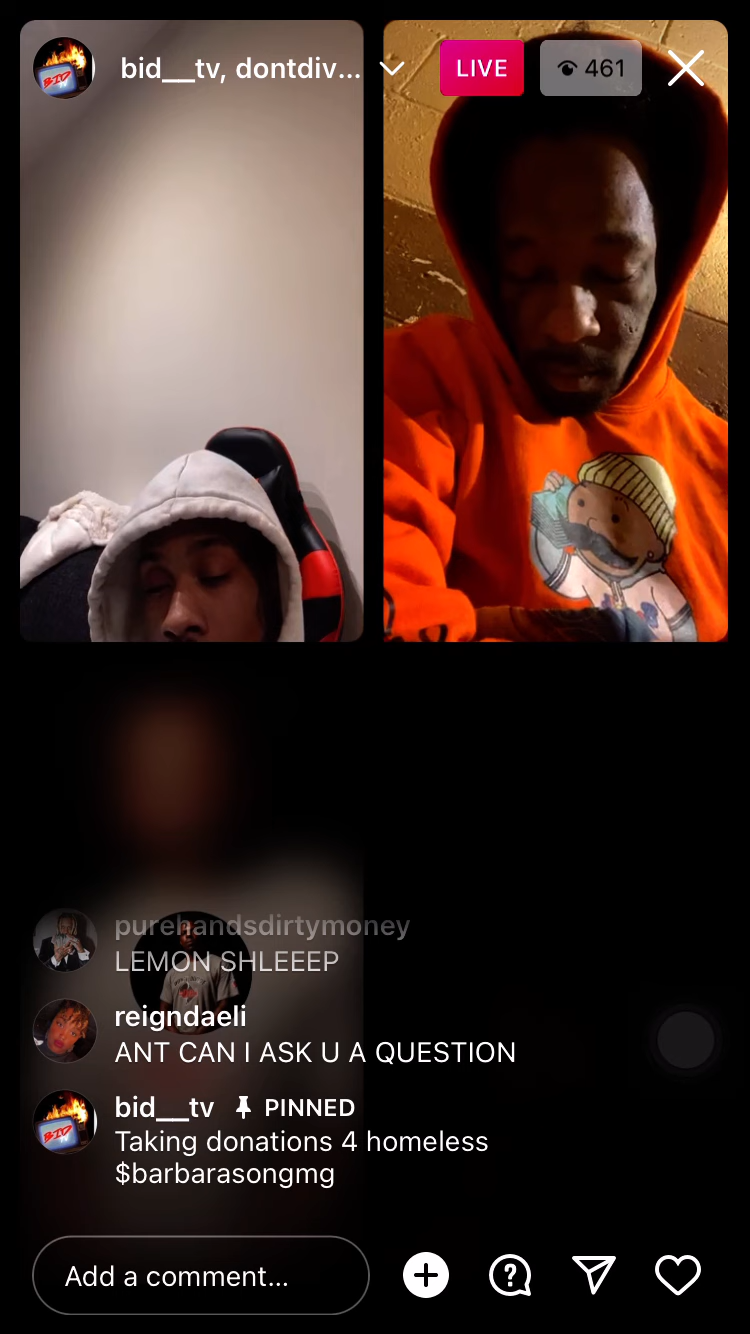 bid__tv, dontdiv...
LIVE
461
purehandsdirtymoney
LEMON SHLEEEP
reigndaeli
ANT CAN I ASK U A QUESTION
bid__tv PINNED
Taking donations 4 homeless
$barbarasongmg
Add a comment...